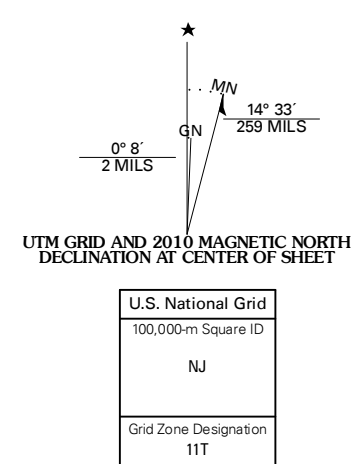 MN
14° 33´
259 MILS
GN
0° 8´
2 MILS
UTM GRID AND 2010 MAGNETIC NORTH
DECLINATION AT CENTER OF SHEET
U.S. National Grid
100,000-m Square ID
NJ
Grid Zone Designation
11T